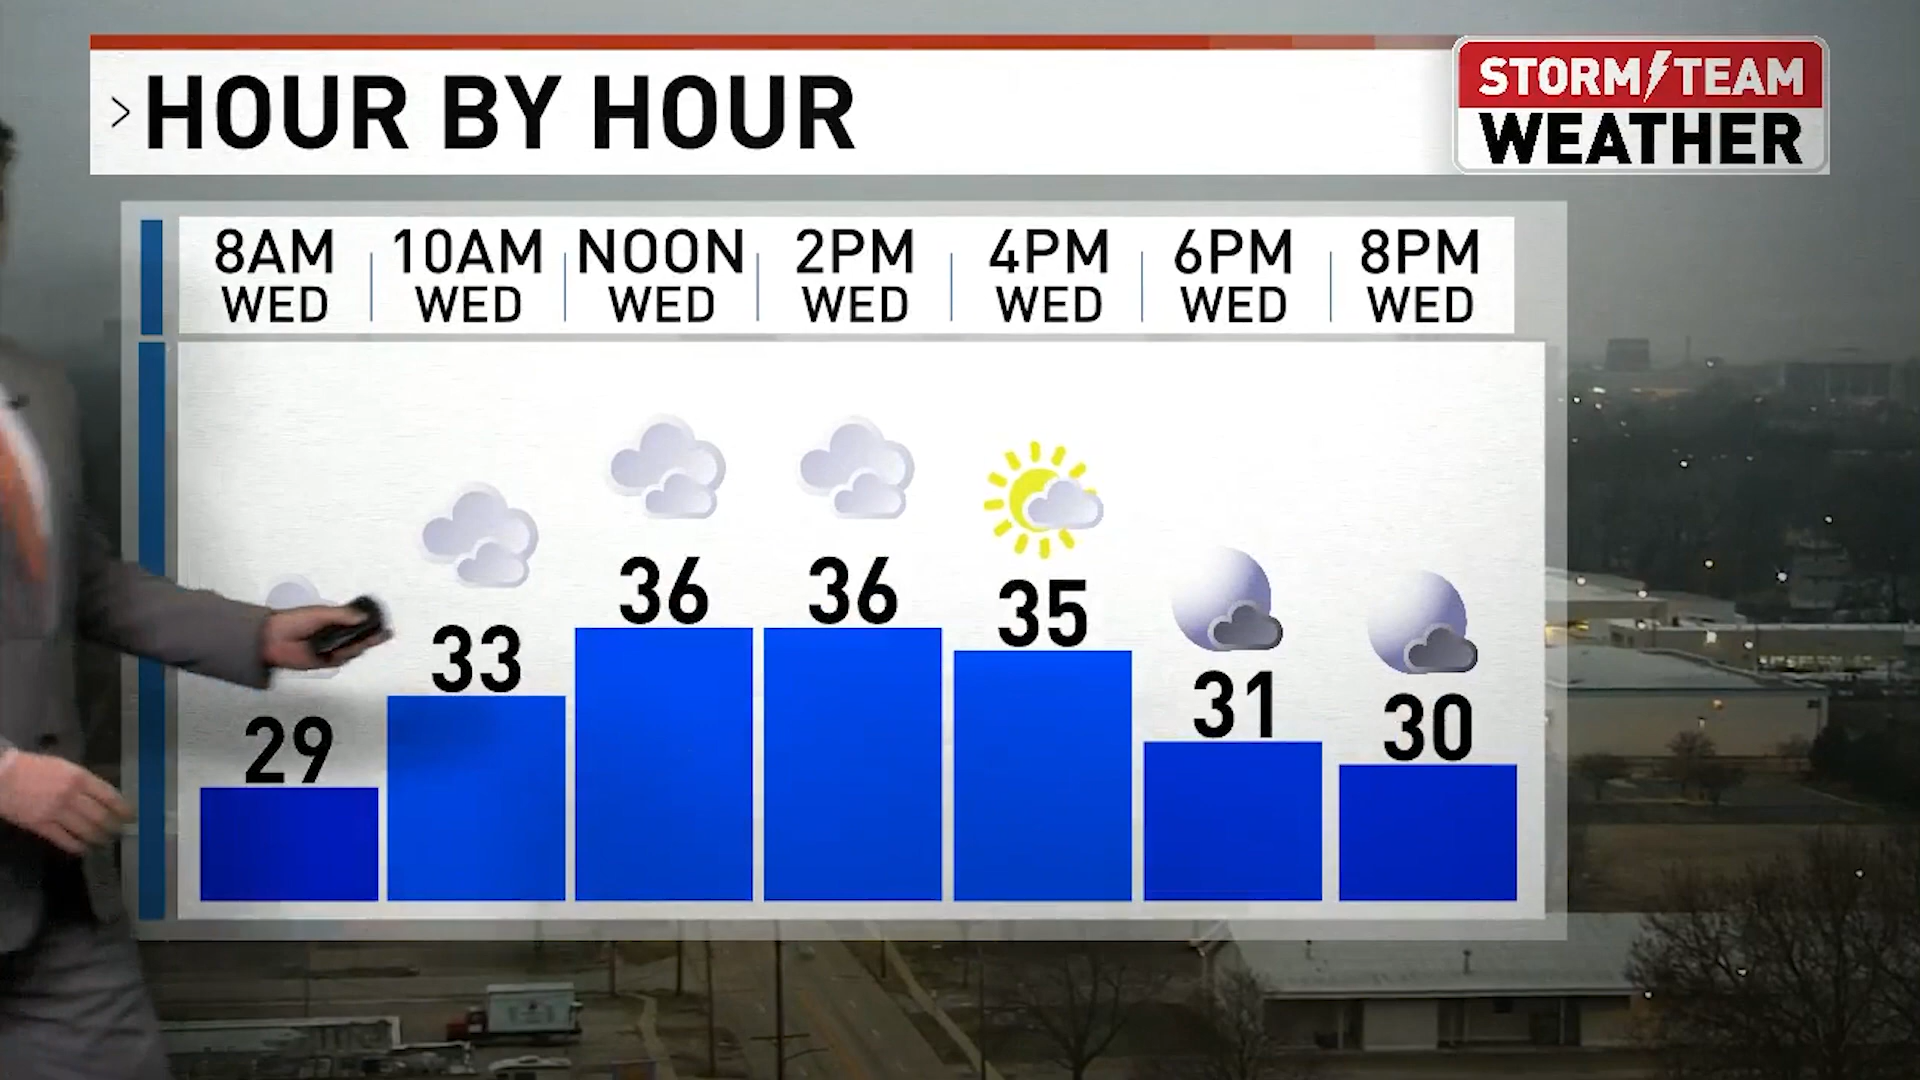 > HOUR BY HOUR
STORM TEAM
WEATHER
8AM 10AM NOON 2PM 4PM 6PM 8PM
WED WED WED WED WED WED WED
29 33 36 36 35 31 30